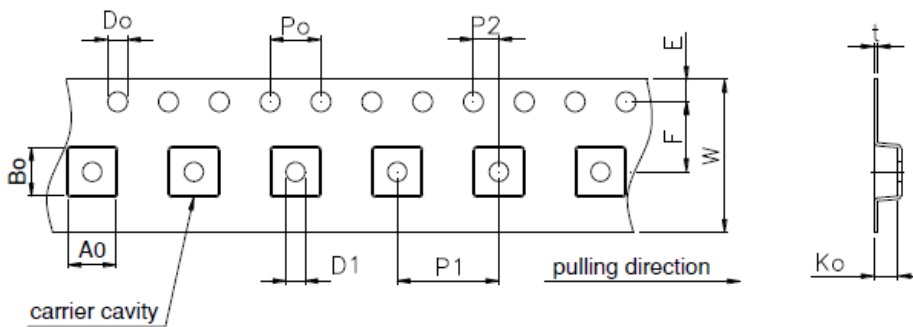 Do
Po
P2
E
t
Bo
F
W
A0
D1
P1
pulling direction
Ko
carrier cavity